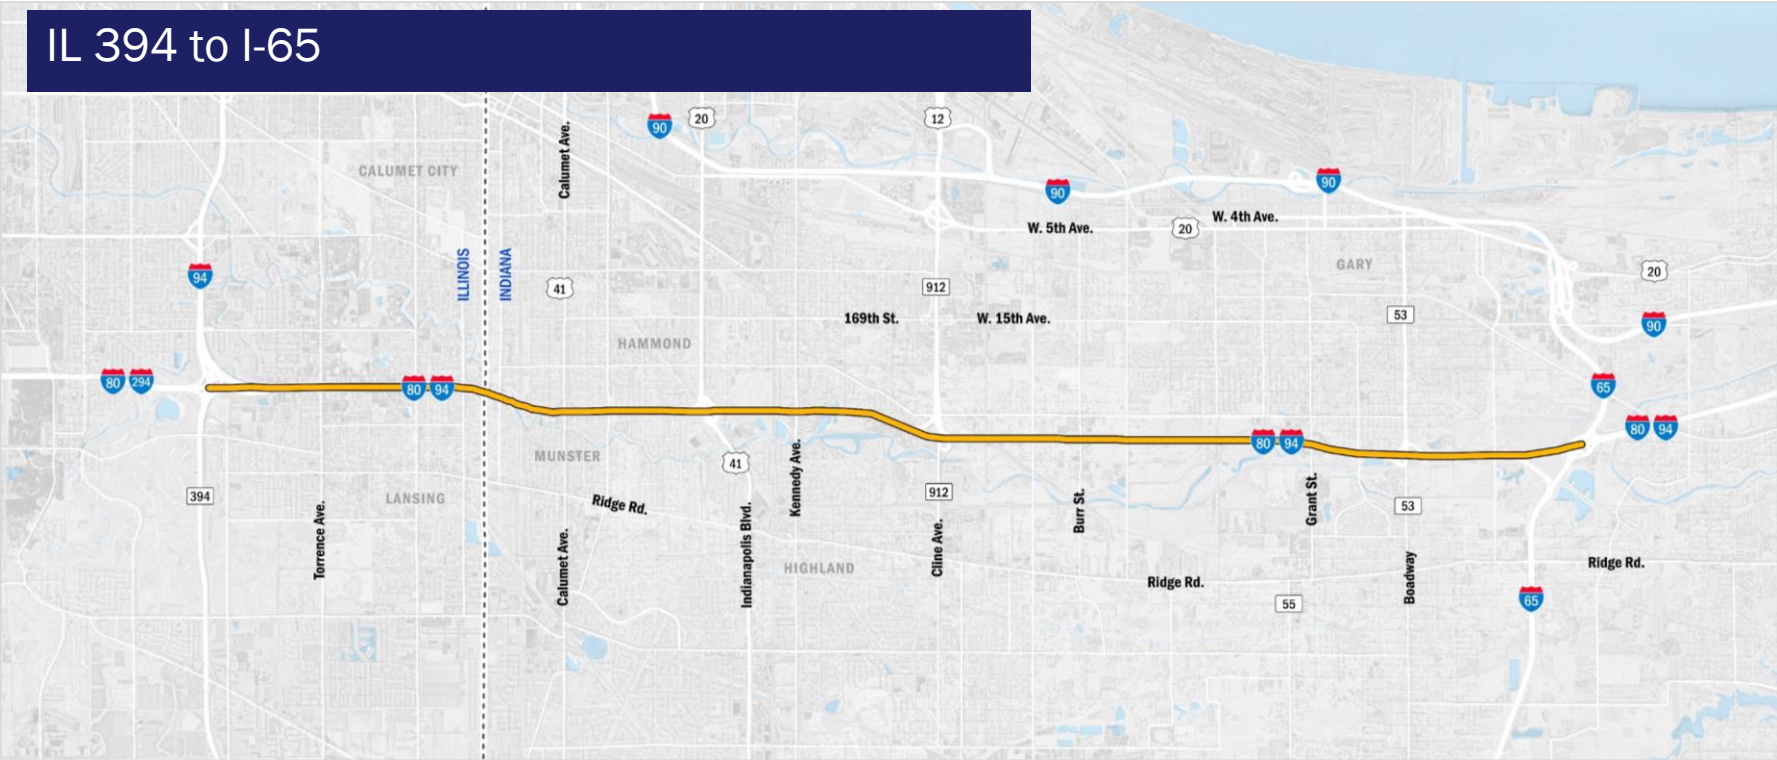 IL 394 to I-65
90
20
12
Calumet Ave.
CALUMET CITY
90
90
W. 5th Ave.
20
W. 4th Ave.
ILLINOIS
INDIANA
94
41
912
GARY
20
169th St.
W. 15th Ave.
53
90
HAMMOND
80 294
80 94
65
80 94
80 94
MUNSTER
41
Kennedy Ave.
394
LANSING
Ridge Rd.
912
Burr St.
Grant St.
53
Torrence Ave.
Calumet Ave.
Indianapolis Blvd.
HIGHLAND
Cline Ave.
Ridge Rd.
55
Boadway
65
Ridge Rd.